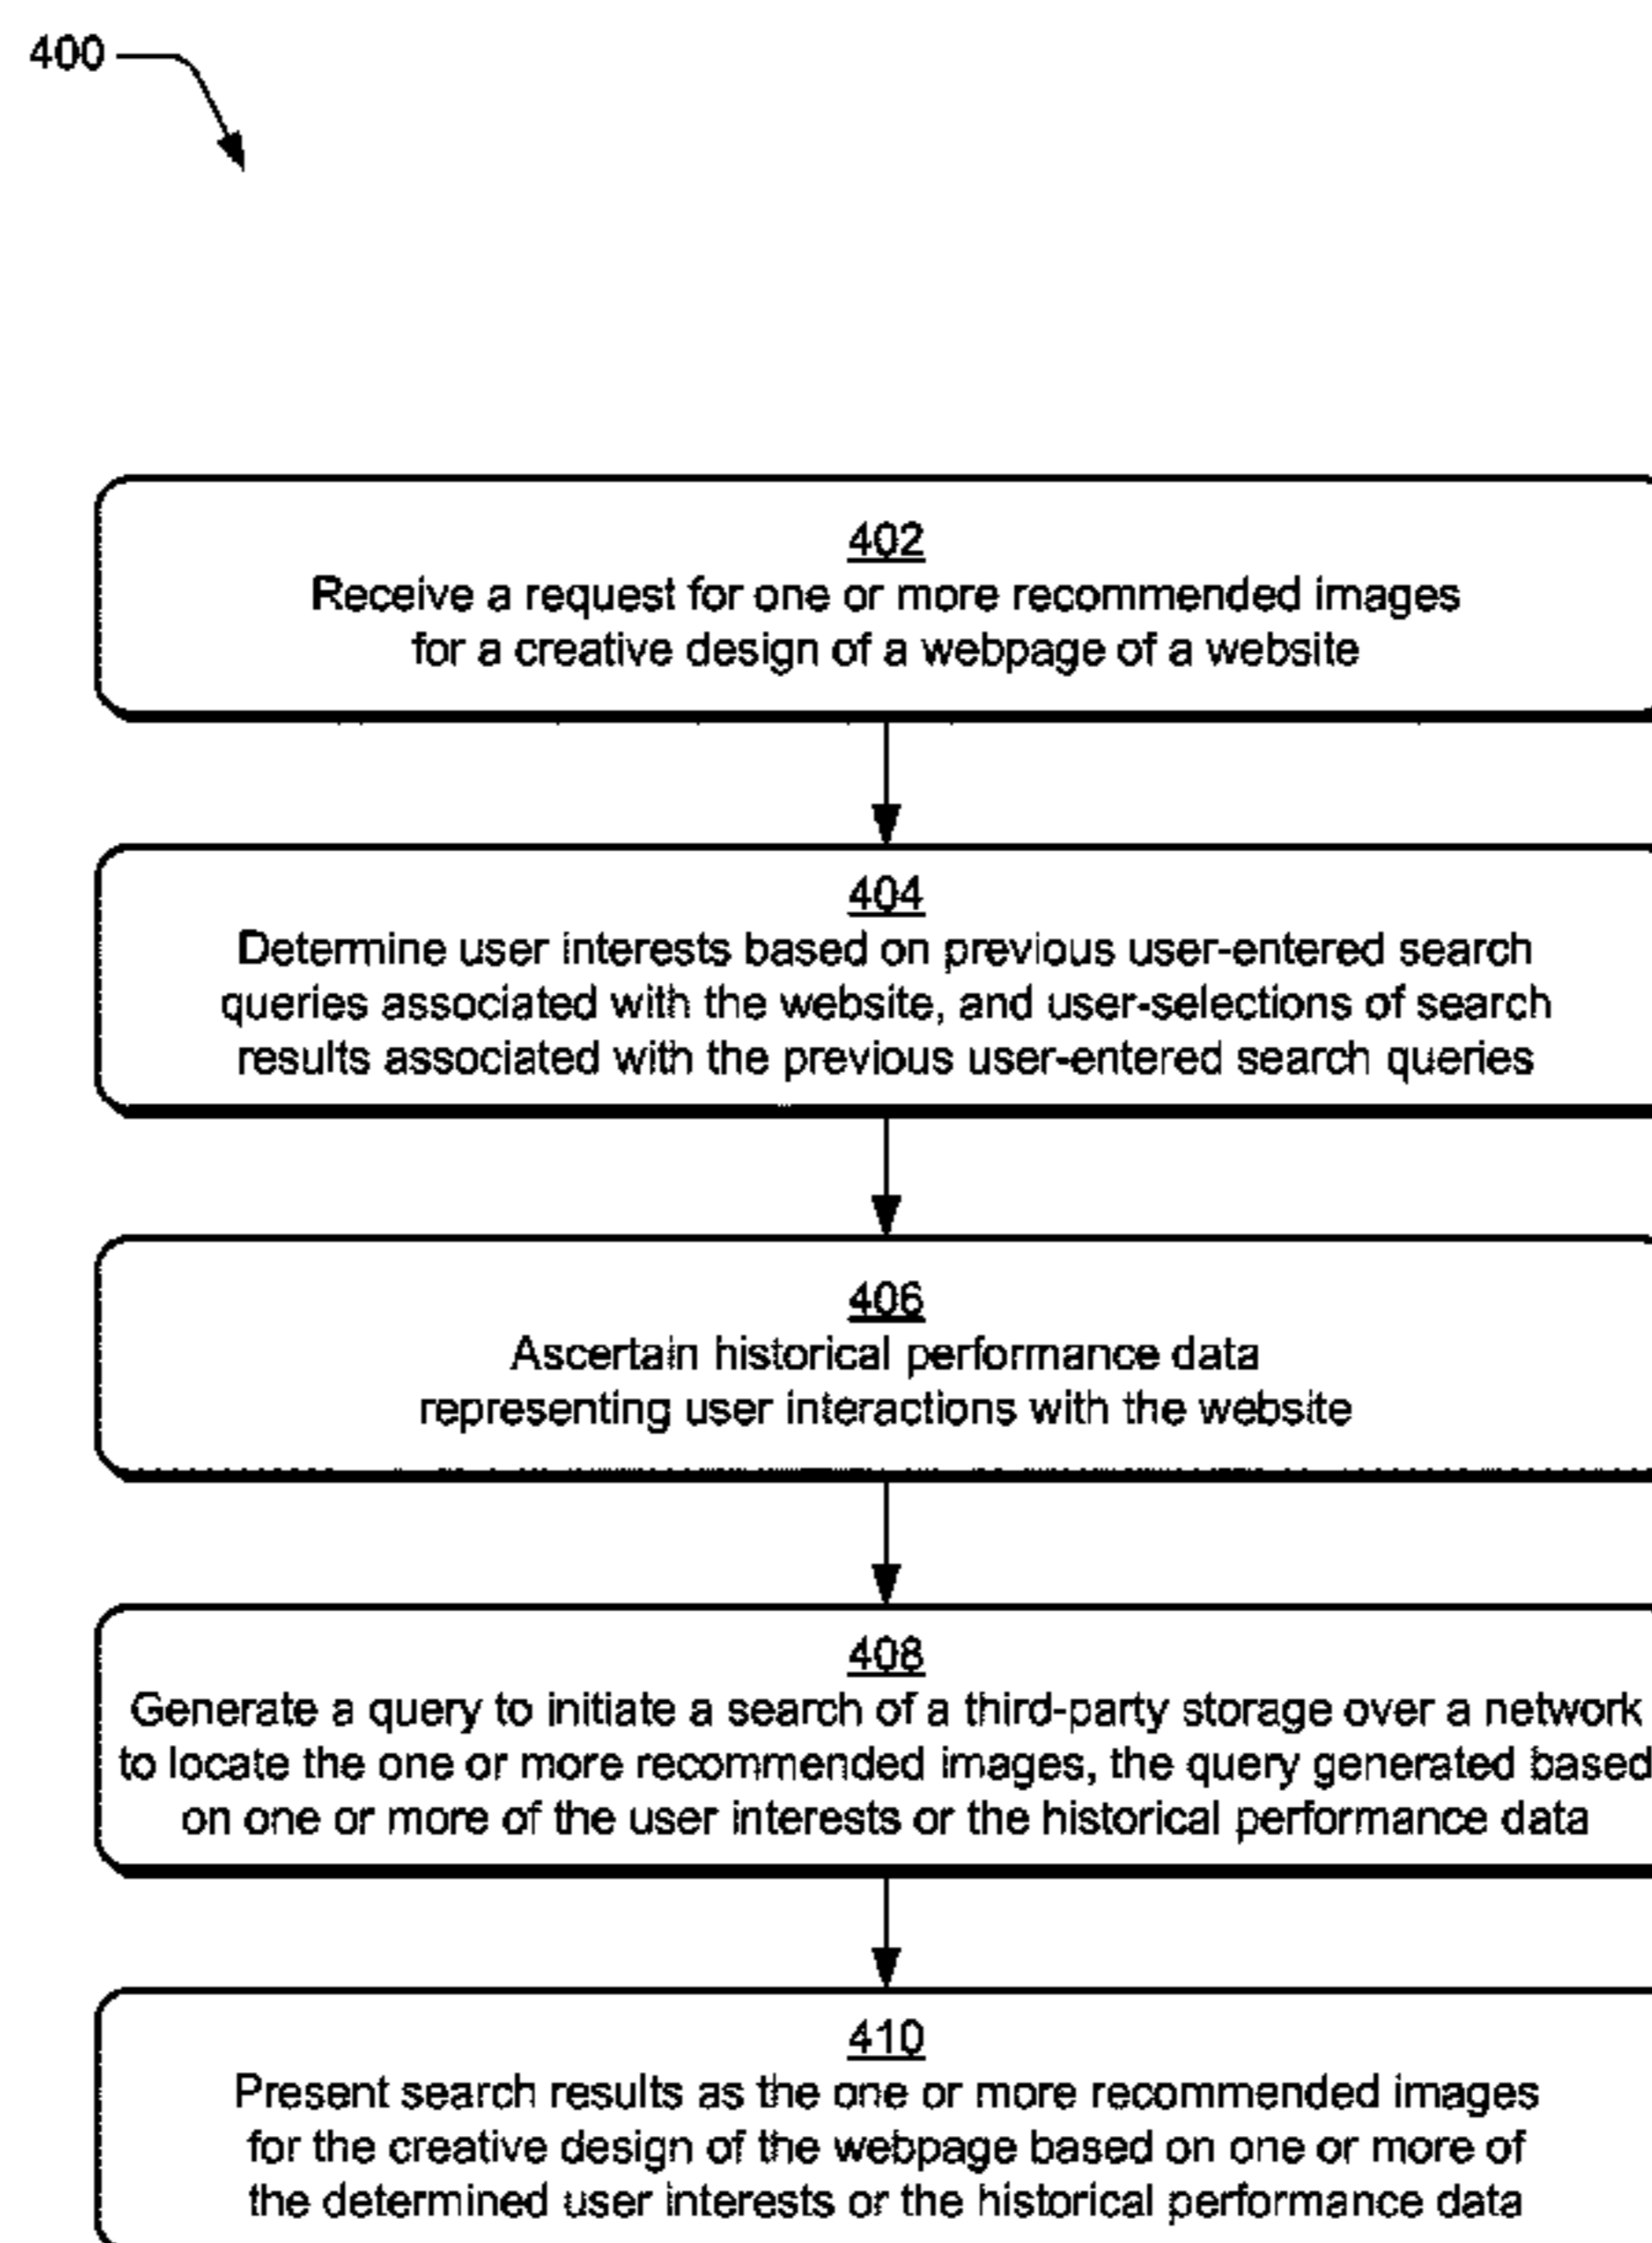 400
402
Receive a request for one or more recommended images
for a creative design of a webpage of a website
404
Determine user interests based on previous user-entered search
queries associated with the website, and user-selections of search
results associated with the previous user-entered search queries
406
Ascertain historical performance data
representing user interactions with the website
408
Generate a query to initiate a search of a third-party storage over a network
to locate the one or more recommended images, the query generated based
on one or more of the user interests or the historical performance data
410
Present search results as the one or more recommended images
for the creative design of the webpage based on one or more of
the determined user interests or the historical performance data